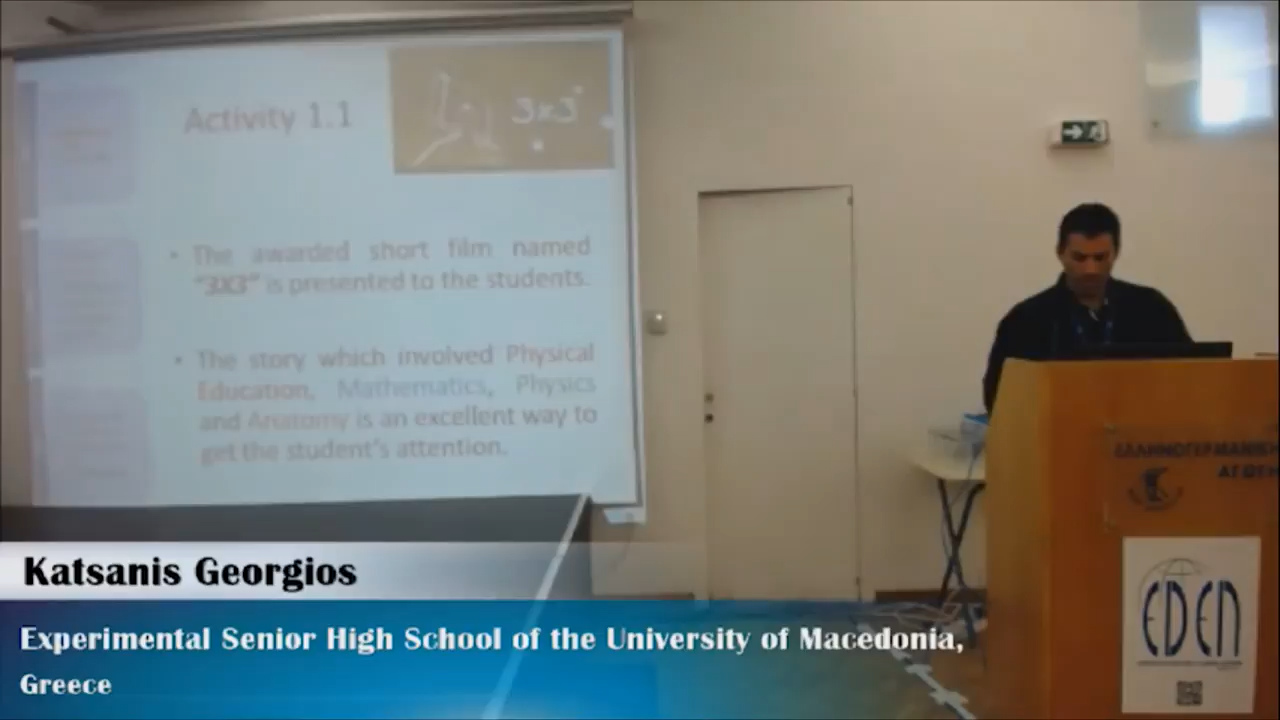 Activity 1.1
3x3
• The awarded short film named
"3X3" is presented to the students.
• The story which involved Physical
Education, Mathematics, Physics
and Anatomy is an excellent way to
get the student's attention.
ΕΛΛΗΝΟΓΕΡΜΑΝΙΚΗ
EDEN
Katsanis Georgios
Experimental Senior High School of the University of Macedonia,
Greece